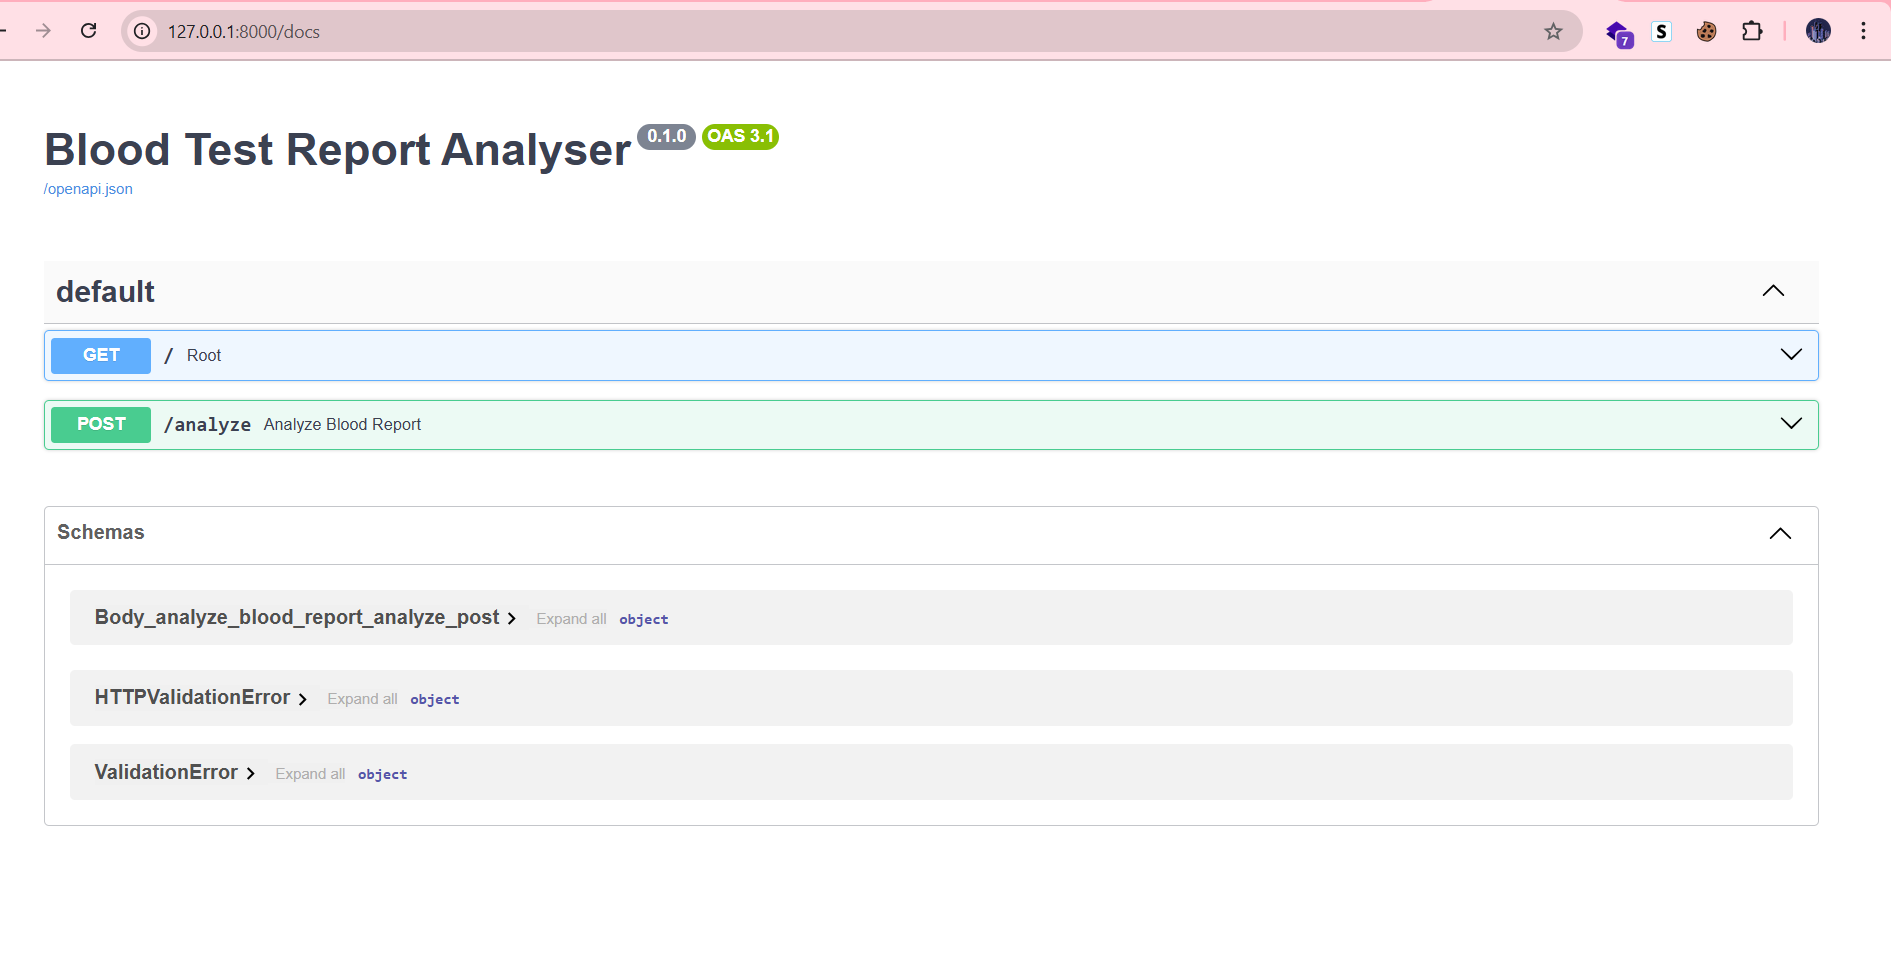 127.0.0.1:8000/docs
7
S
Blood Test Report Analyser 0.1.0 OAS 3.1
/openapi.json
default
GET / Root
POST /analyze Analyze Blood Report
Schemas
Body_analyze_blood_report_analyze_post Expand all object
HTTPValidationError Expand all object
ValidationError Expand all object